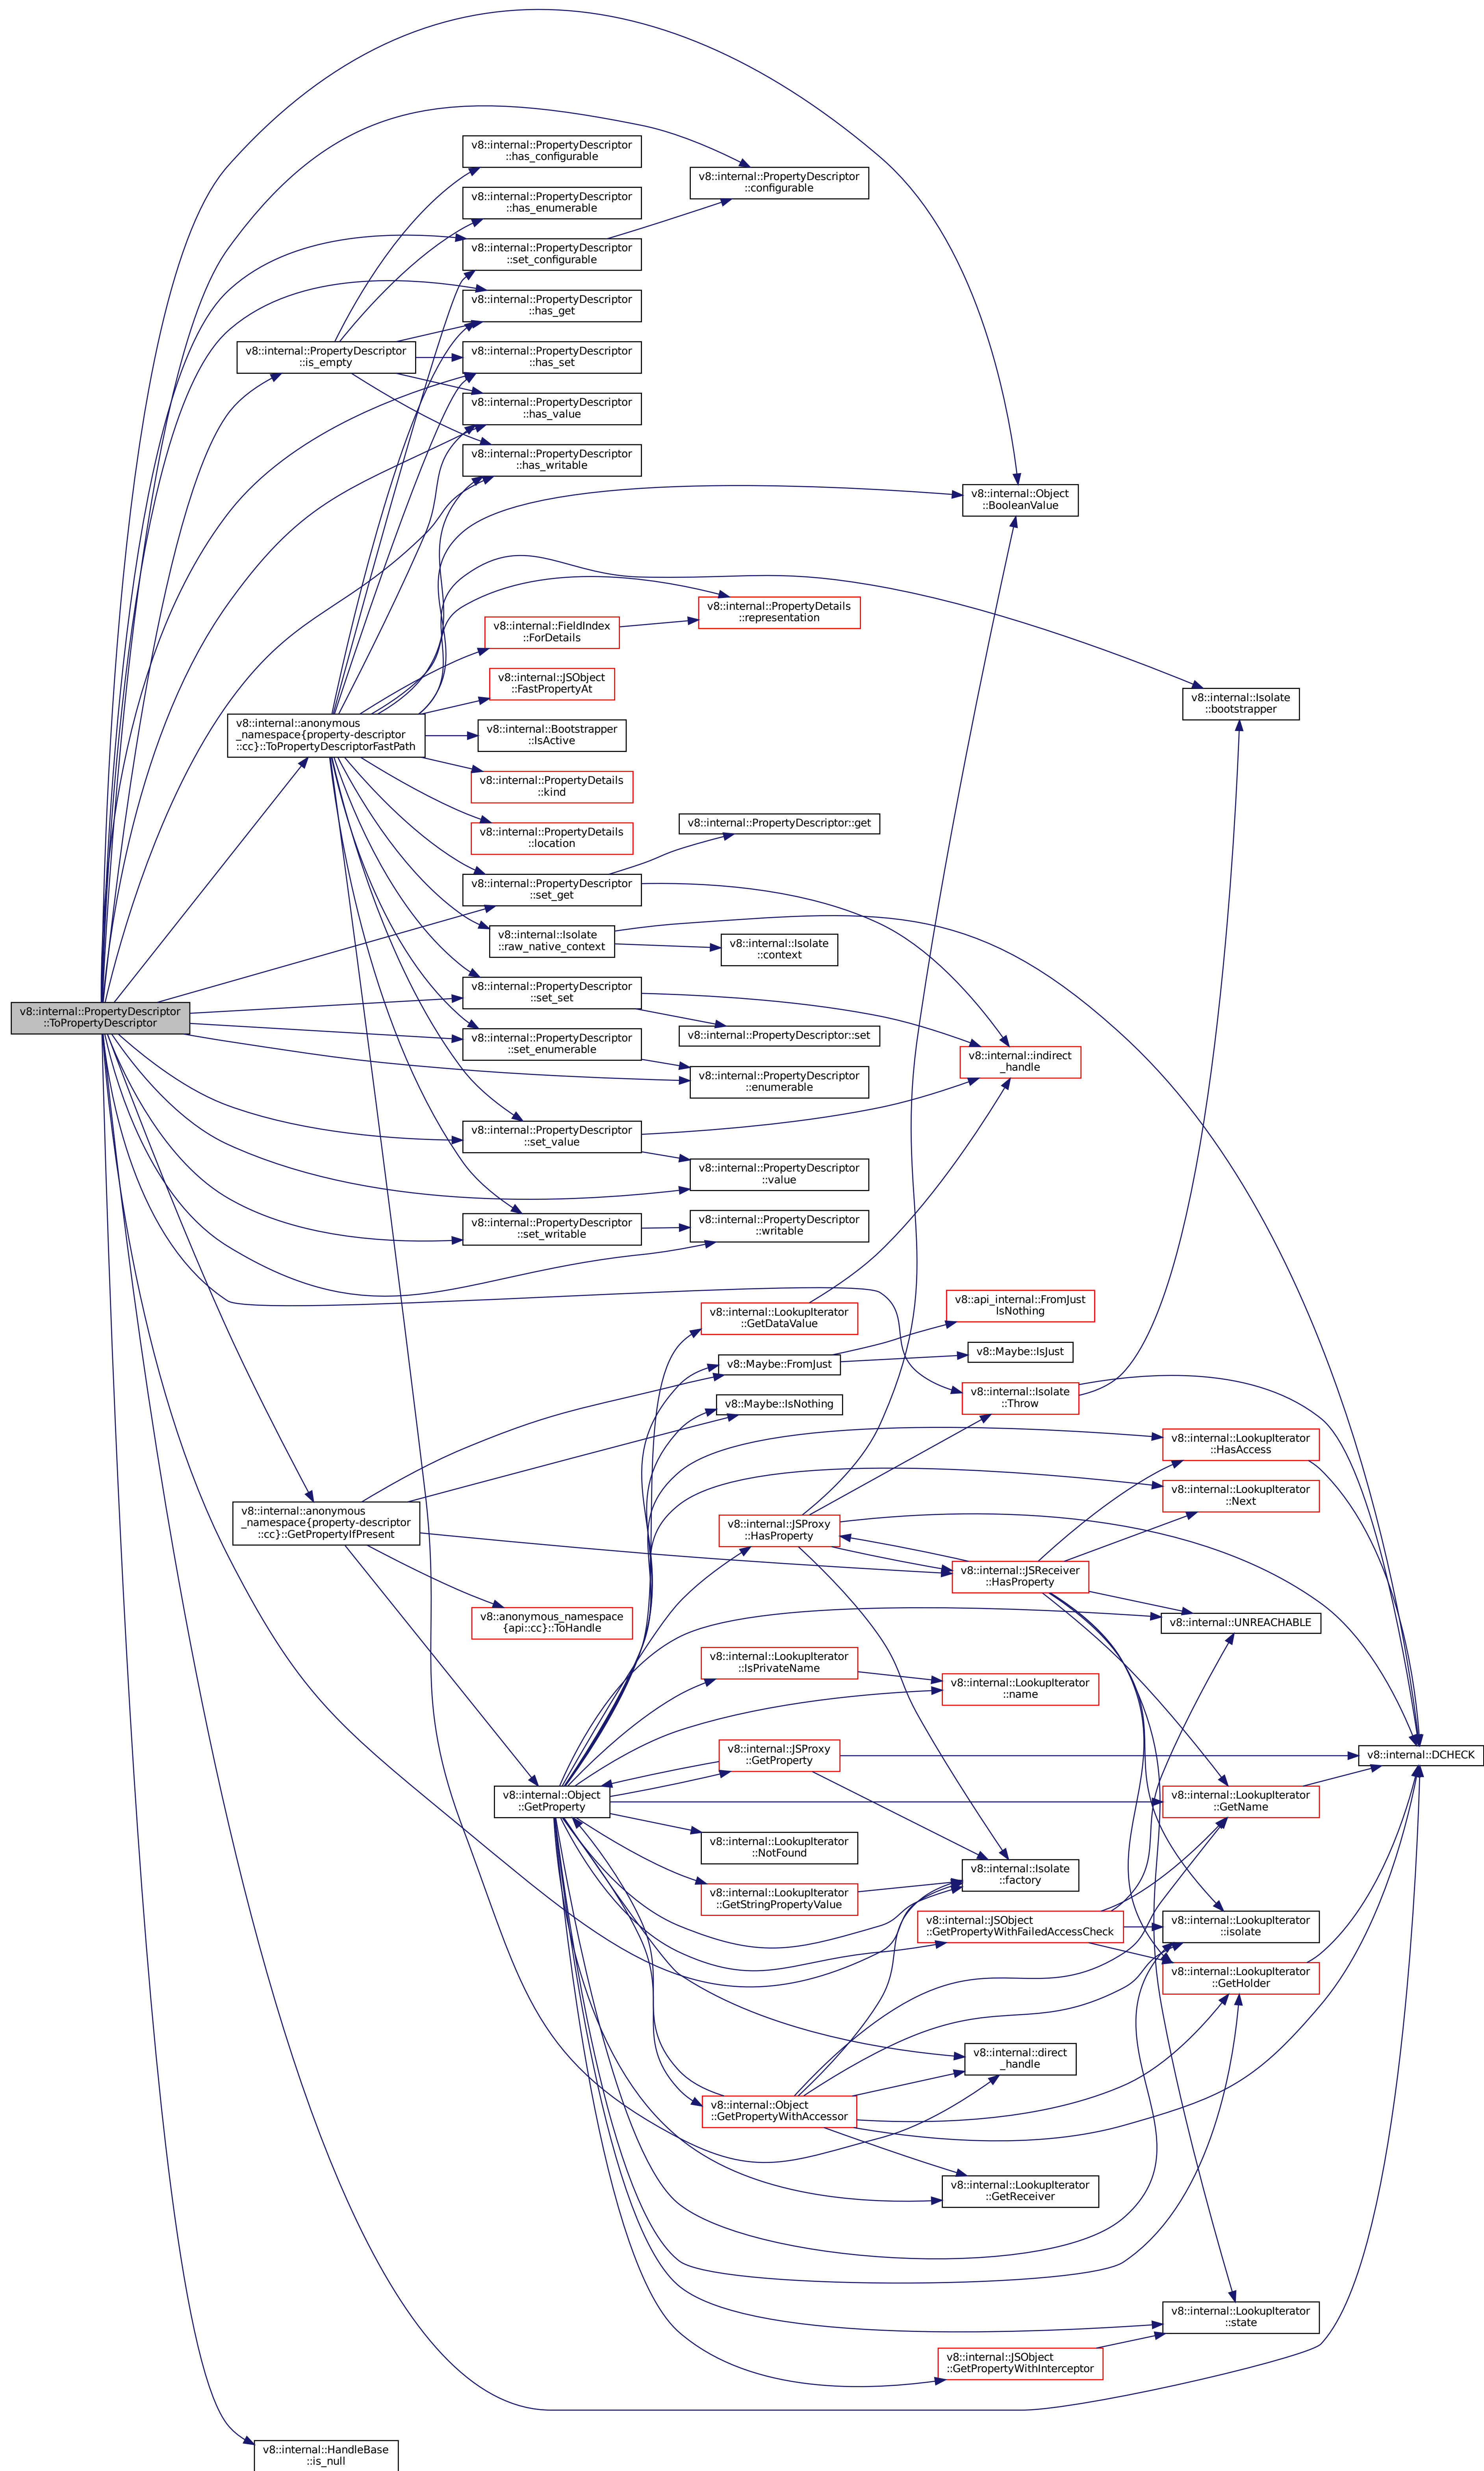 v8::internal::PropertyDescriptor
::has_configurable
v8::internal::PropertyDescriptor
::configurable
v8::internal::PropertyDescriptor
::has_enumerable
v8::internal::PropertyDescriptor
::set_configurable
v8::internal::PropertyDescriptor
::has_get
v8::internal::PropertyDescriptor
::is_empty
v8::internal::PropertyDescriptor
::has_set
v8::internal::PropertyDescriptor
::has_value
v8::internal::PropertyDescriptor
::has_writable
v8::internal::Object
::BooleanValue
v8::internal::PropertyDetails
::representation
v8::internal::FieldIndex
::ForDetails
v8::internal::JSObject
::FastPropertyAt
v8::internal::Isolate
::bootstrapper
v8::internal::anonymous
_namespace{property-descriptor
::cc}::ToPropertyDescriptorFastPath
v8::internal::Bootstrapper
::IsActive
v8::internal::PropertyDetails
::kind
v8::internal::PropertyDetails
::location
v8::internal::PropertyDescriptor::get
v8::internal::PropertyDescriptor
::set_get
v8::internal::Isolate
::raw_native_context
v8::internal::Isolate
::context
v8::internal::PropertyDescriptor
::set_set
v8::internal::PropertyDescriptor
::ToPropertyDescriptor
v8::internal::PropertyDescriptor::set
v8::internal::PropertyDescriptor
::set_enumerable
v8::internal::indirect
_handle
v8::internal::PropertyDescriptor
::enumerable
v8::internal::PropertyDescriptor
::set_value
v8::internal::PropertyDescriptor
::value
v8::internal::PropertyDescriptor
::set_writable
v8::internal::PropertyDescriptor
::writable
v8::internal::LookupIterator
::GetDataValue
v8::api_internal::FromJust
IsNothing
v8::Maybe::FromJust
v8::Maybe::IsJust
v8::Maybe::IsNothing
v8::internal::Isolate
::Throw
v8::internal::LookupIterator
::HasAccess
v8::internal::LookupIterator
::Next
v8::internal::anonymous
_namespace{property-descriptor
::cc}::GetPropertyIfPresent
v8::internal::JSProxy
::HasProperty
v8::internal::JSReceiver
::HasProperty
v8::anonymous_namespace
{api::cc}::ToHandle
v8::internal::UNREACHABLE
v8::internal::LookupIterator
::IsPrivateName
v8::internal::LookupIterator
::name
v8::internal::JSProxy
::GetProperty
v8::internal::DCHECK
v8::internal::Object
::GetProperty
v8::internal::LookupIterator
::GetName
v8::internal::LookupIterator
::NotFound
v8::internal::Isolate
::factory
v8::internal::LookupIterator
::GetStringPropertyValue
v8::internal::JSObject
::GetPropertyWithFailedAccessCheck
v8::internal::LookupIterator
::isolate
v8::internal::LookupIterator
::GetHolder
v8::internal::direct
_handle
v8::internal::Object
::GetPropertyWithAccessor
v8::internal::LookupIterator
::GetReceiver
v8::internal::LookupIterator
::state
v8::internal::JSObject
::GetPropertyWithInterceptor
v8::internal::HandleBase
::is_null